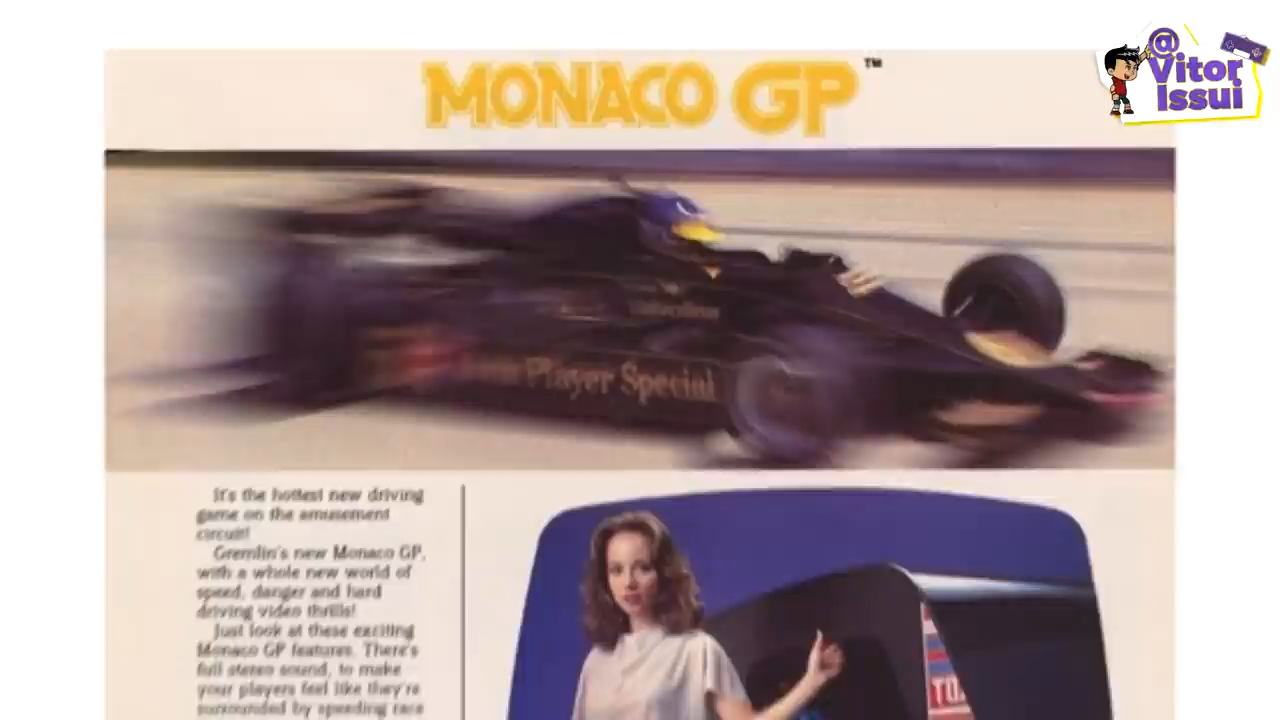 @
Vitor
Issui
MONACO GP™
Player Special
It's the hottest new driving
game on the amusement
circuit!
Gremlin's new Monaco GP,
with a whole new world of
speed, danger and hard
driving video thrills!
Just look at these exciting
Monaco GP features. There's
full stereo sound, to make
your players feel like they're
surrounded by speeding race